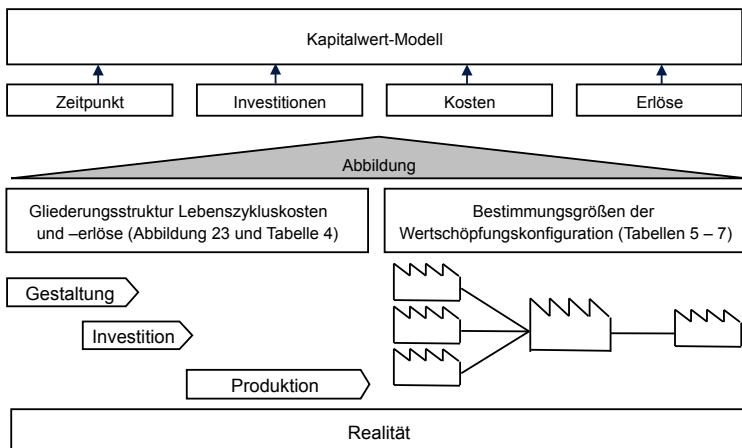 Kapitalwert-Modell
Zeitpunkt
Investitionen
Kosten
Erlöse
Abbildung
Gliederungsstruktur Lebenszykluskosten
und –erlöse (Abbildung 23 und Tabelle 4)
Bestimmungsgrößen der
Wertschöpfungskonfiguration (Tabellen 5 – 7)
Gestaltung
Investition
Produktion
Realität